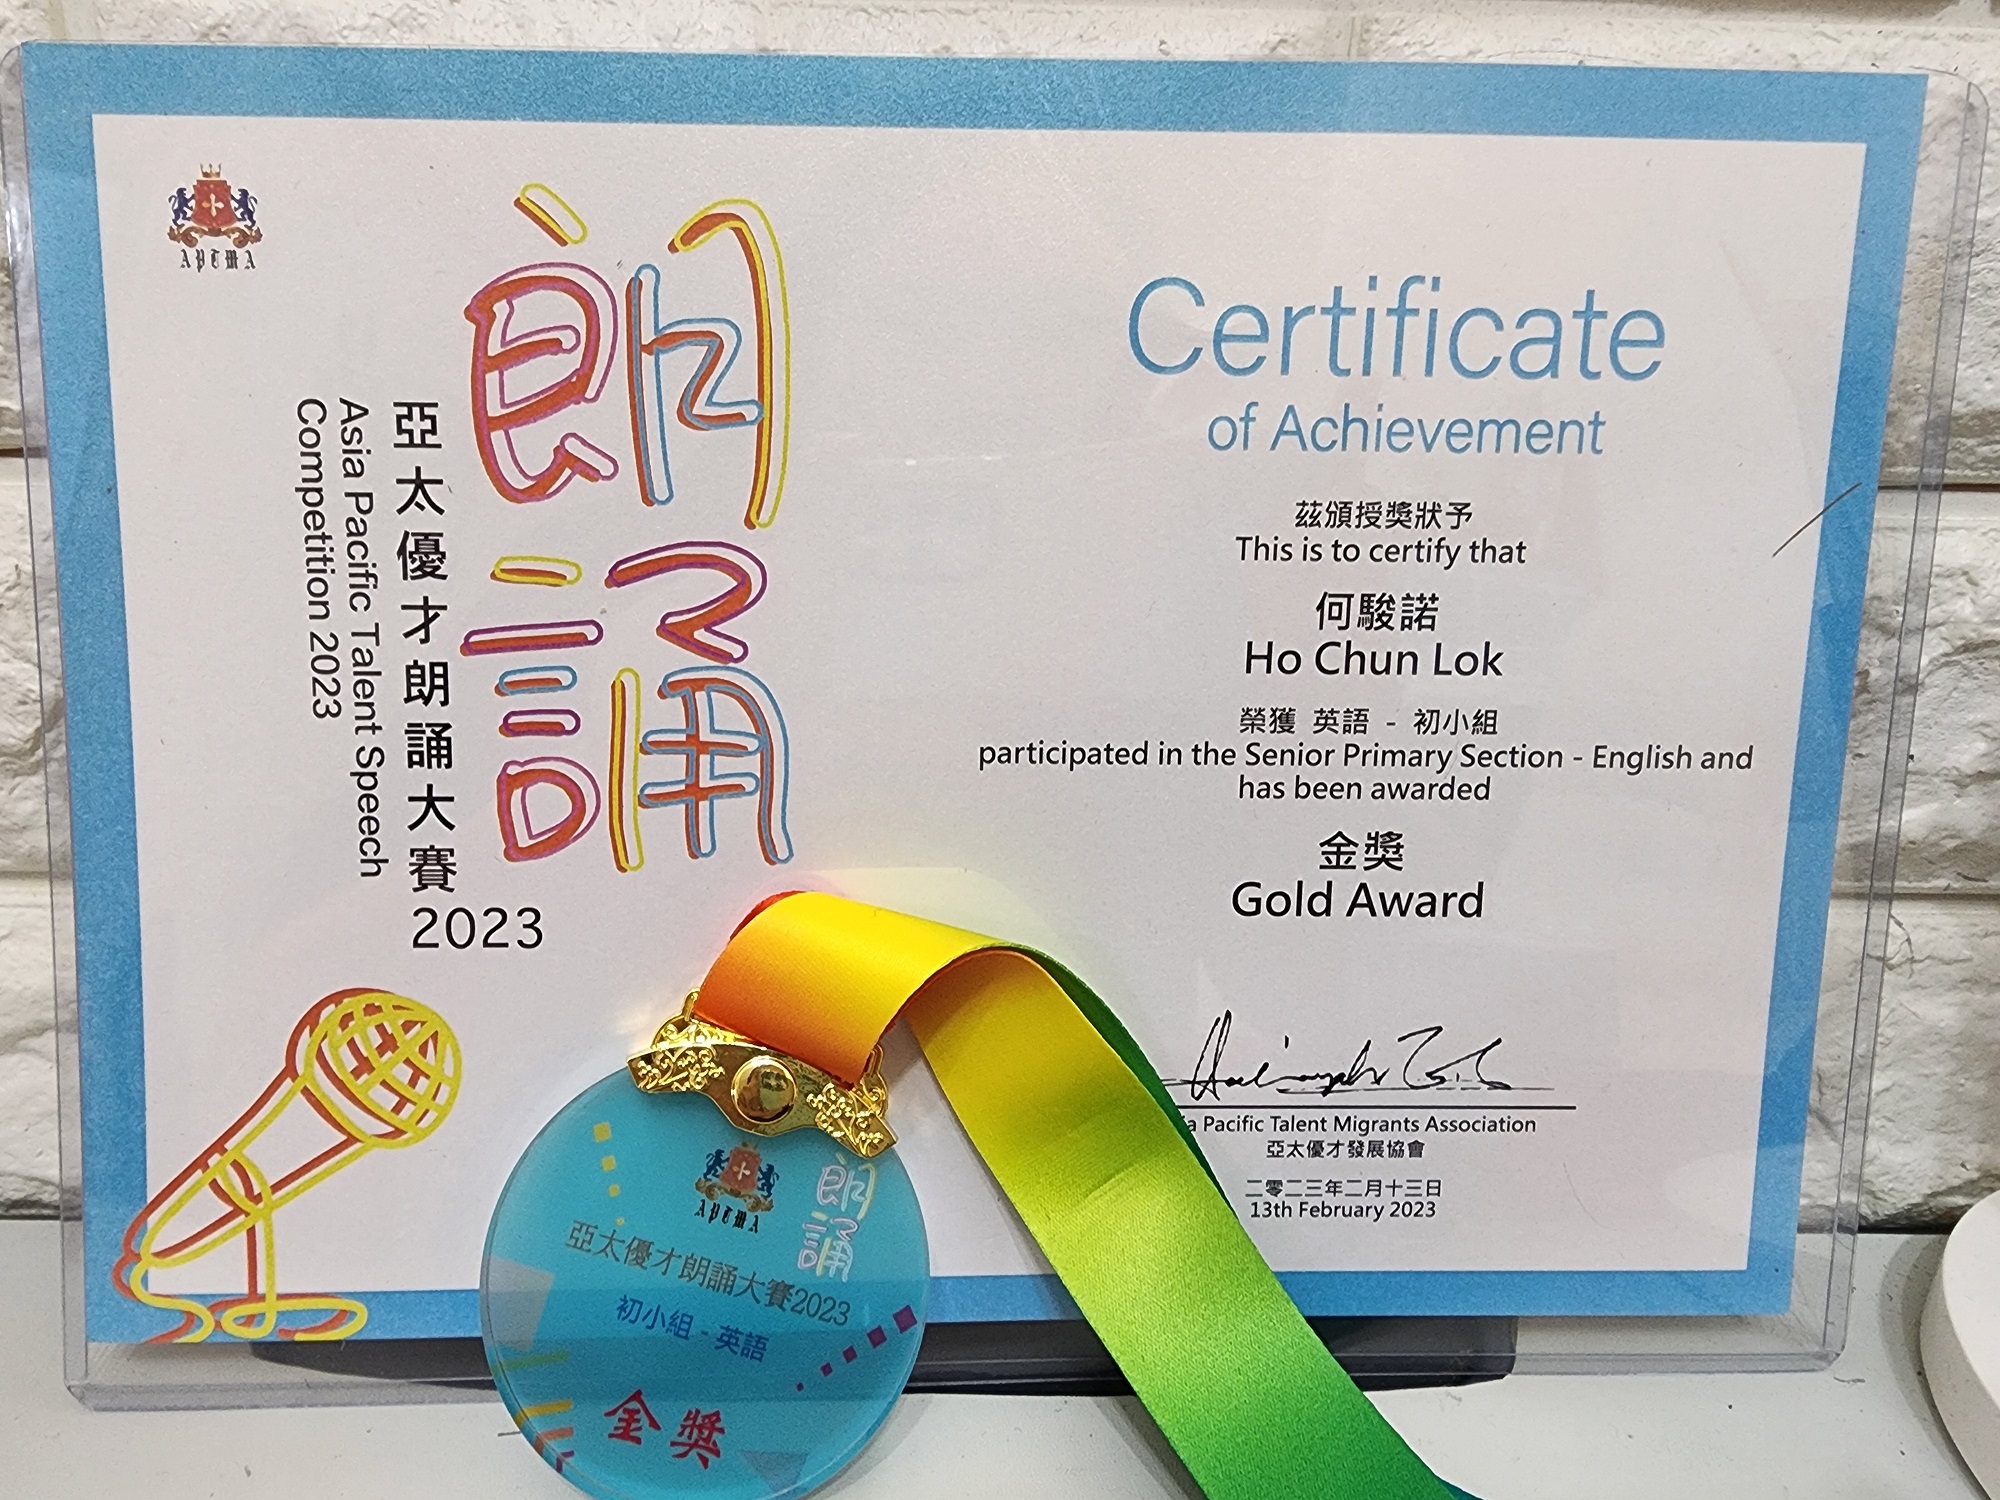 APTMA
朗誦
亞太優才朗誦大賽
2023
Asia Pacific Talent Speech
Competition 2023
Certificate
of Achievement
茲頒授獎狀予
This is to certify that
何駿諾
Ho Chun Lok
榮獲 英語 - 初小組
participated in the Senior Primary Section - English and
has been awarded
金獎
Gold Award
Pacific Talent Migrants Association
亞太優才發展協會
二零二三年二月十三日
13th February 2023
APTMA
朗誦
亞太優才朗誦大賽2023
初小組 - 英語
金獎